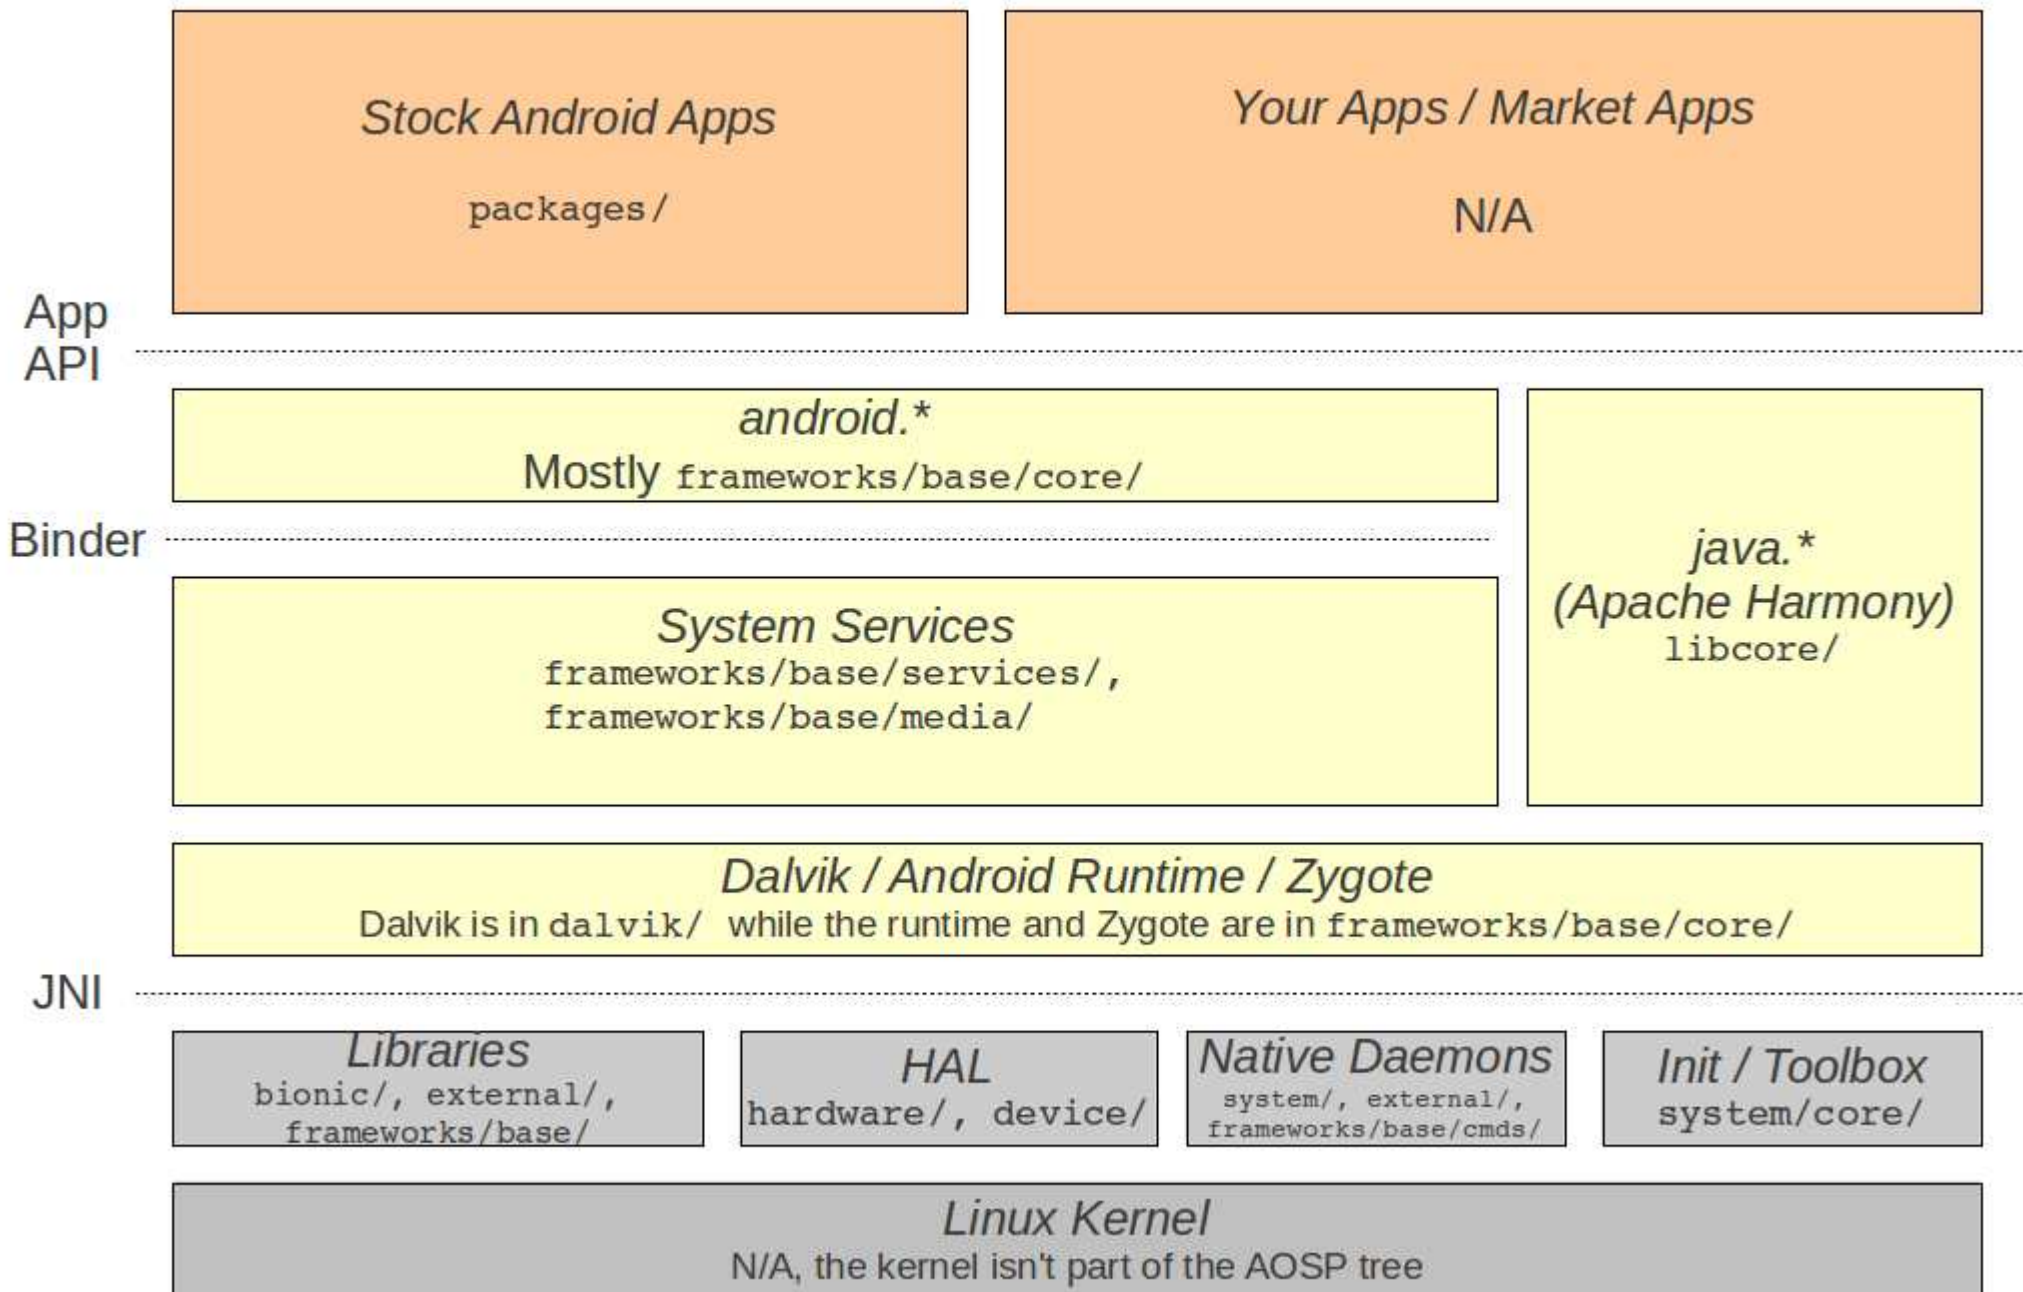 Stock Android Apps
packages/
Your Apps / Market Apps
N/A
App
API
android.*
Mostly frameworks/base/core/
Binder
System Services
frameworks/base/services/,
frameworks/base/media/
java.*
(Apache Harmony)
libcore/
Dalvik / Android Runtime / Zygote
Dalvik is in dalvik/ while the runtime and Zygote are in frameworks/base/core/
JNI
Libraries
bionic/, external/,
frameworks/base/
HAL
hardware/, device/
Native Daemons
system/, external/,
frameworks/base/cmds/
Init / Toolbox
system/core/
Linux Kernel
N/A, the kernel isn't part of the AOSP tree